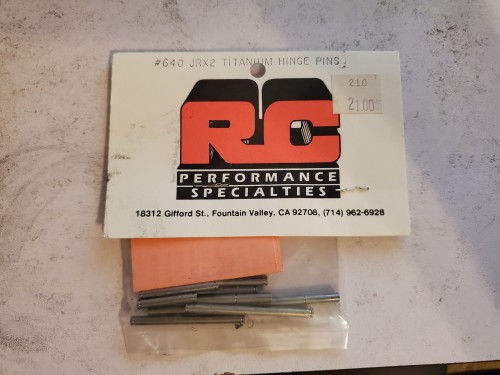 #640 JRX2 TITANIUM HINGE PINS
210
21.00
RC
PERFORMANCE
SPECIALTIES
18312 Gifford St., Fountain Valley, CA 92708, (714) 962-6928